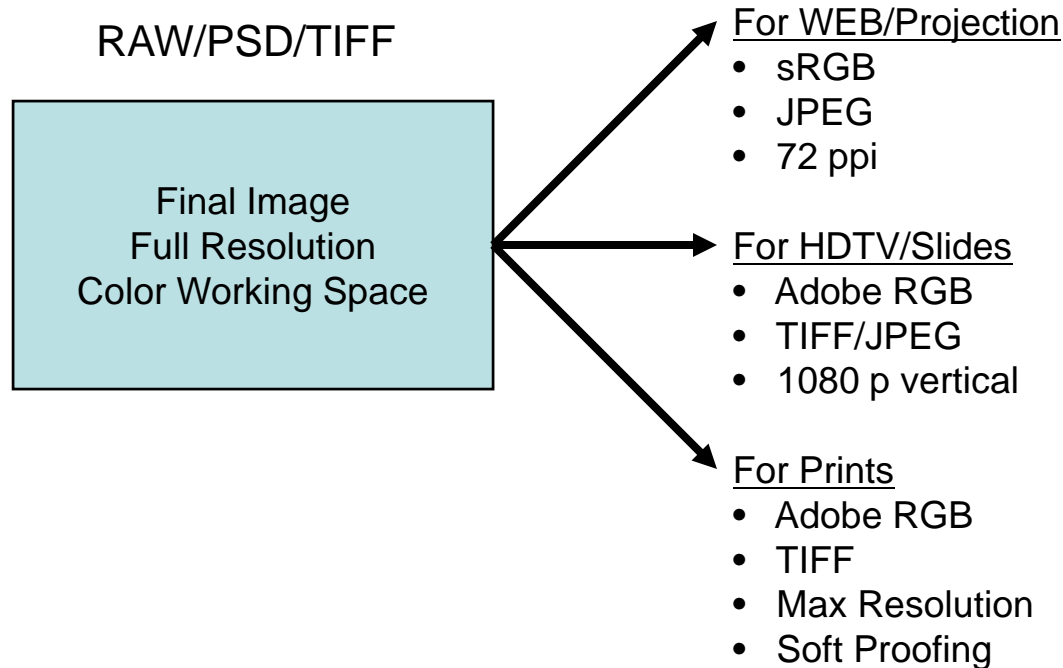 RAW/PSD/TIFF
Final Image
Full Resolution
Color Working Space
For WEB/Projection
• sRGB
• JPEG
• 72 ppi
For HDTV/Slides
• Adobe RGB
• TIFF/JPEG
• 1080 p vertical
For Prints
• Adobe RGB
• TIFF
• Max Resolution
• Soft Proofing